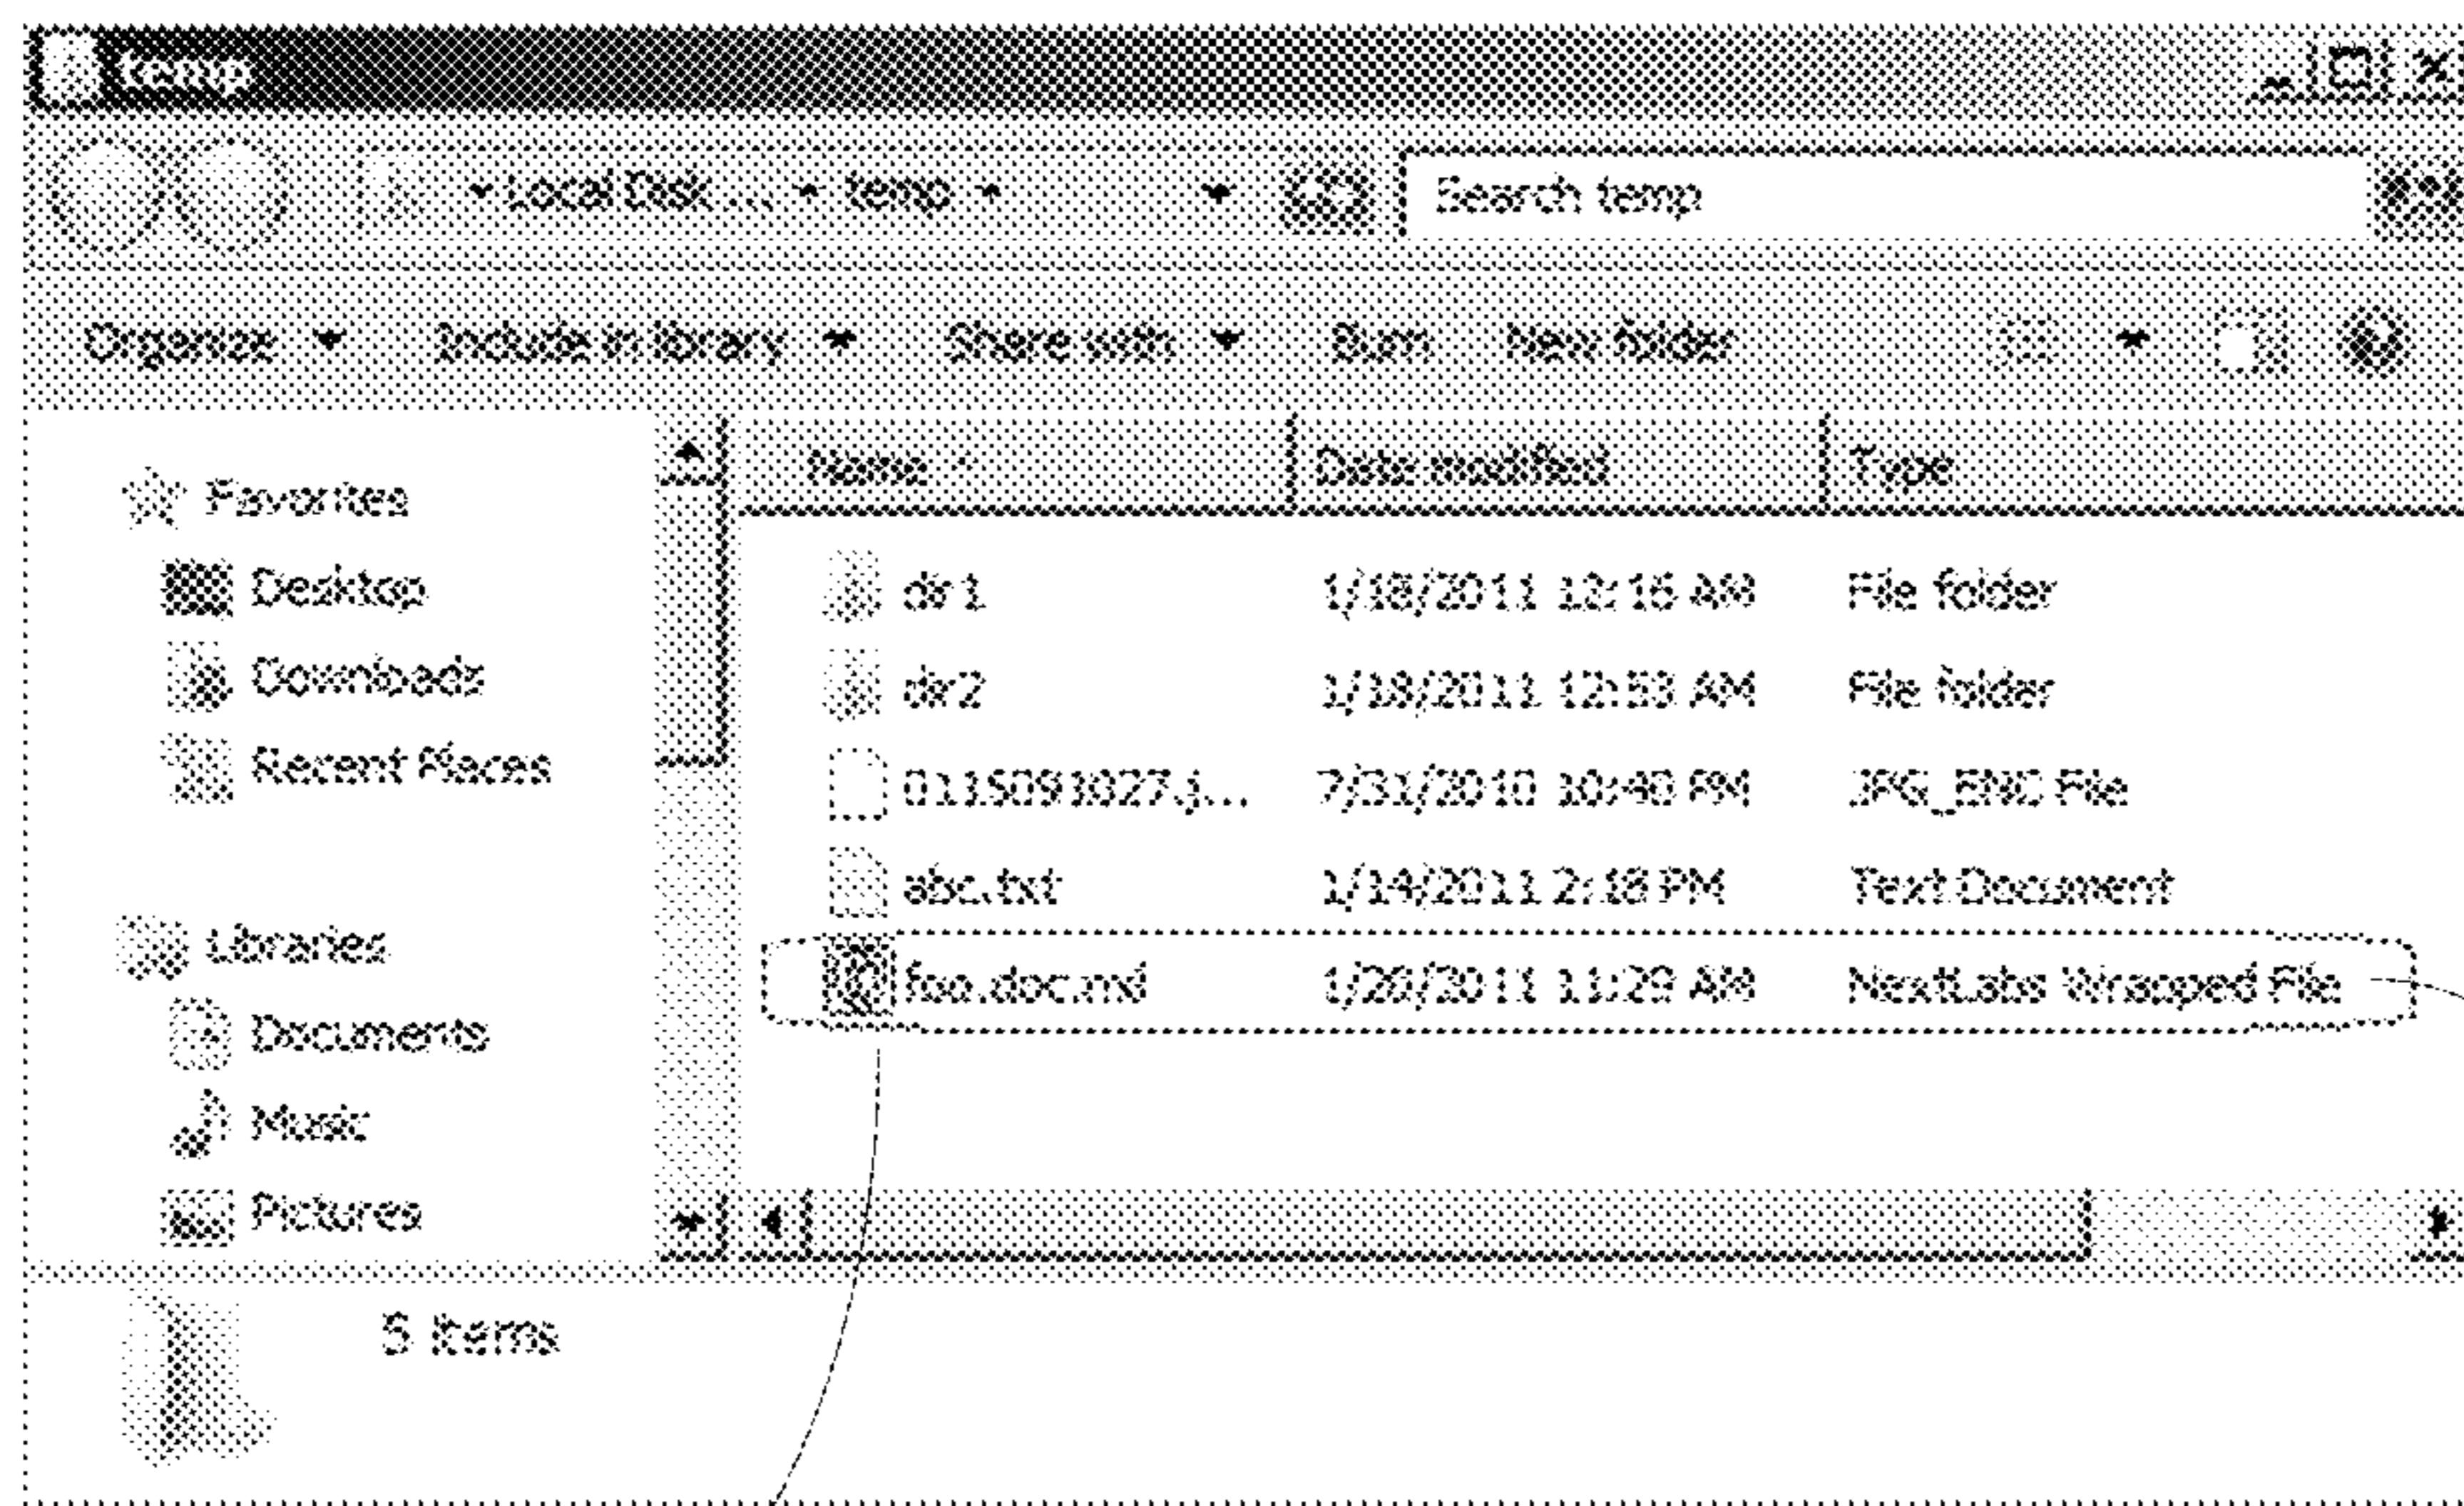 temp
Local Disk ... temp
Search temp
Organize Include in library Share with Burn New folder
Name Date modified Type
Favorites
Desktop
Downloads
Recent Places
Libraries
Documents
Music
Pictures
dir1 1/18/2011 12:16 AM File folder
dir2 1/18/2011 12:53 AM File folder
0115091027.j... 7/31/2010 10:40 PM JPG_ENC File
abc.txt 1/14/2011 2:18 PM Text Document
foo.doc.nxl 1/26/2011 11:29 AM NextLabs Wrapped File
5 items